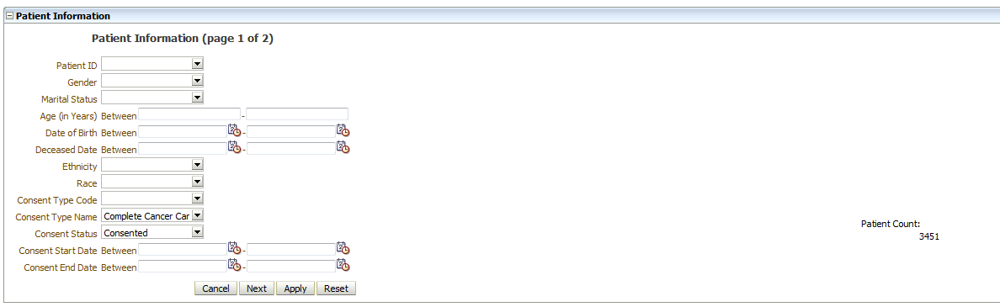 Patient Information
Patient Information (page 1 of 2)
Patient ID
Gender
Marital Status
Age (in Years) Between -
Date of Birth Between -
Deceased Date Between -
Ethnicity
Race
Consent Type Code
Consent Type Name Complete Cancer Car
Consent Status Consented
Patient Count:
3451
Consent Start Date Between -
Consent End Date Between -
Cancel Next Apply Reset